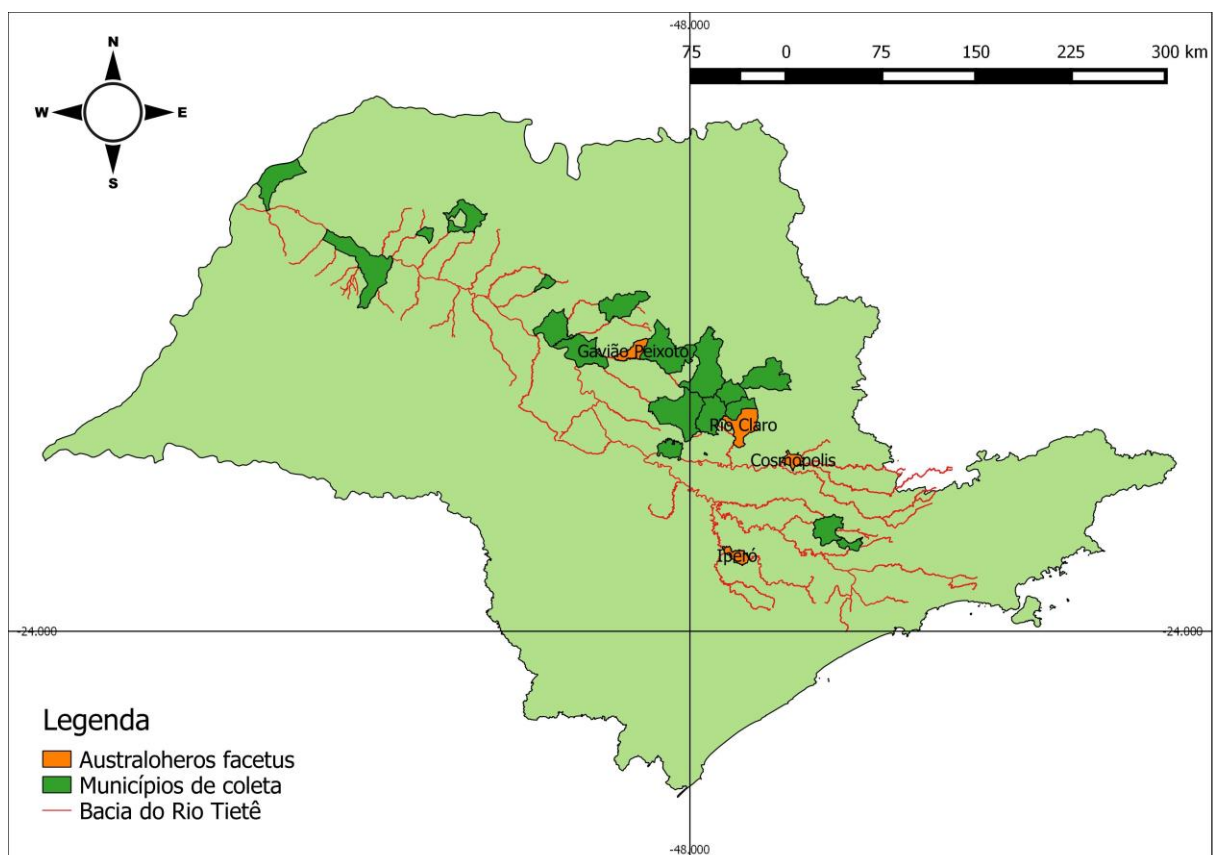 -48.000
75 0 75 150 225 300 km
N
W E
S
Gavião Peixoto
Rio Claro
Cosmópolis
Iperó
-24.000 -24.000
Legenda
Australoheros facetus
Municípios de coleta
Bacia do Rio Tietê
-48.000